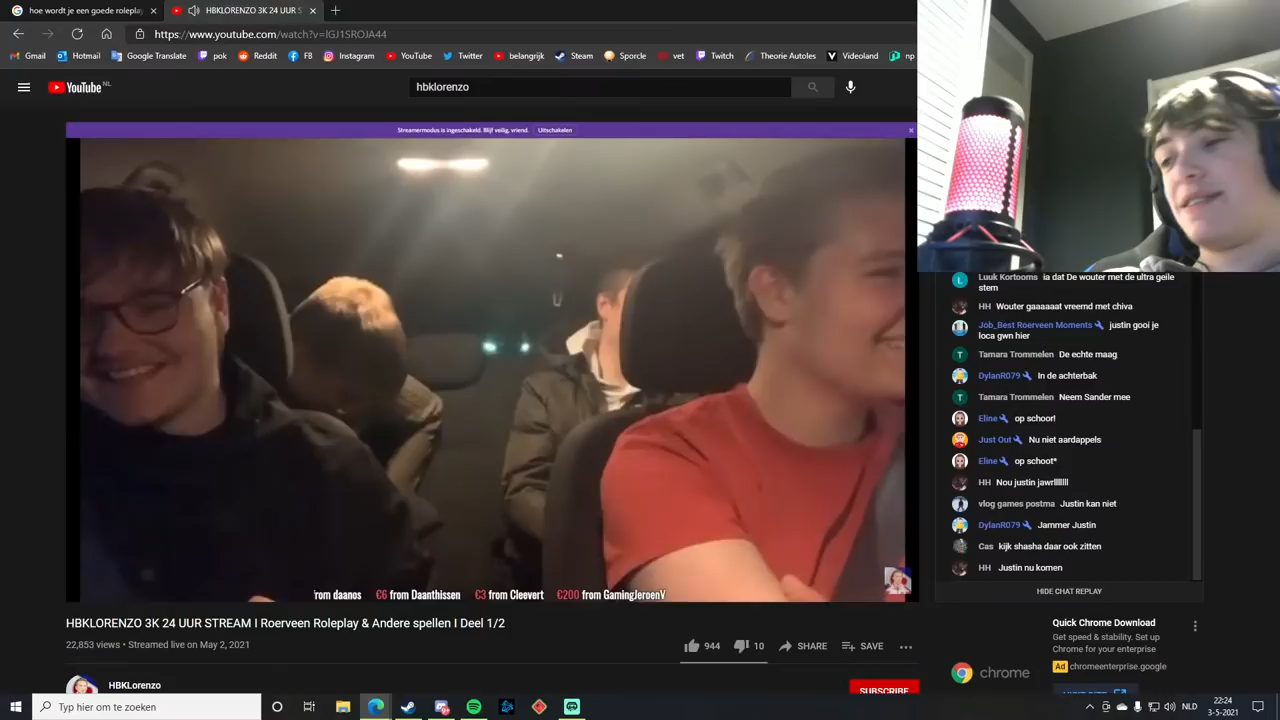 hoe wordt je een goede roleplay
HBKLORENZO 3K 24 UUR S
https://www.youtube.com/watch?v=IGJ1SROJA44
Gmail Hotmail Google Translate Reddit FB Instagram YouTube Twitter belangrijk Steam Sporza vet Twitch Theorie Autoles Videoland np
YouTube NL
hbklorenzo
Streamermodus is ingeschakeld. Blijf veilig, vriend. Uitschakelen
from daanos €6 from Daanthissen €3 from Cleevert €200 from GamingJeroenV
Luuk Kortooms ia dat De wouter met de ultra geile
stem
HH Wouter gaaaaaat vreemd met chiva
Job_Best Roerveen Moments justin gooi je
loca gwn hier
T Tamara Trommelen De echte maag
DylanR079 In de achterbak
T Tamara Trommelen Neem Sander mee
Eline op schoor!
Just Out Nu niet aardappels
Eline op schoot*
HH Nou justin jawrlllllll
vlog games postma Justin kan niet
DylanR079 Jammer Justin
Cas kijk shasha daar ook zitten
HH Justin nu komen
HIDE CHAT REPLAY
HBKLORENZO 3K 24 UUR STREAM I Roerveen Roleplay & Andere spellen I Deel 1/2
22,853 views • Streamed live on May 2, 2021
944 10 SHARE SAVE
HBKLorenzo
SUBSCRIBE
Quick Chrome Download
Get speed & stability. Set up
Chrome for your enterprise
Ad chromeenterprise.google
chrome
VISIT SITE
Typ hier om te zoeken
NLD
22:24
3-5-2021